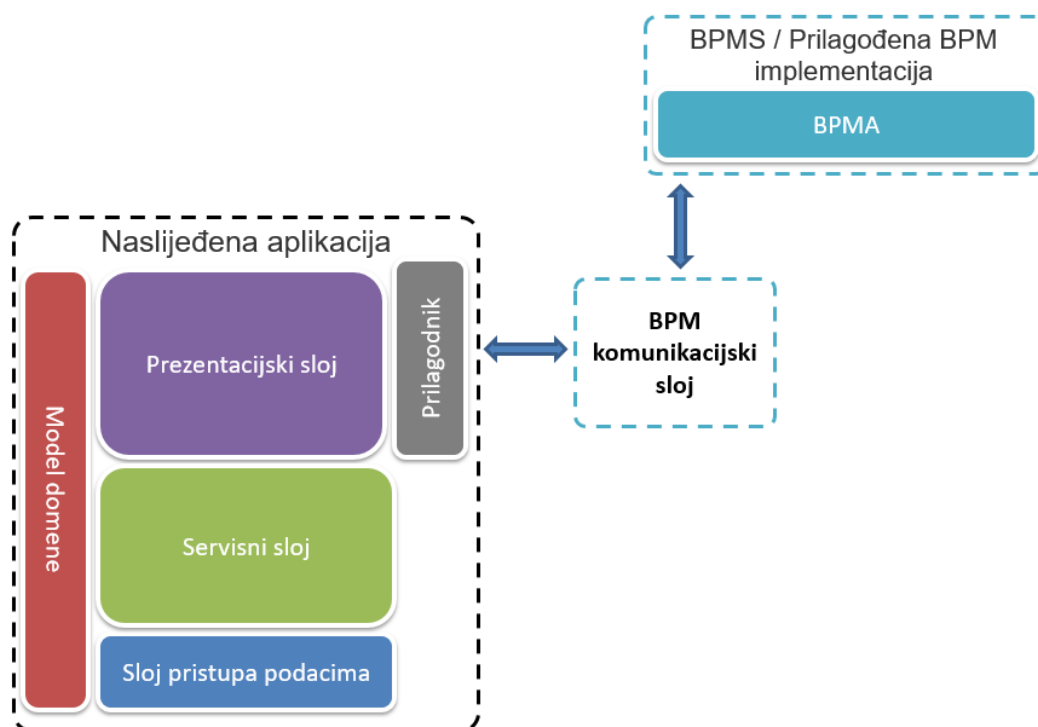 BPMS / Prilagođena BPM
implementacija
BPMA
Naslijeđena aplikacija
Model domene
Prezentacijski sloj
Prilagodnik
BPM
komunikacijski
sloj
Servisni sloj
Sloj pristupa podacima